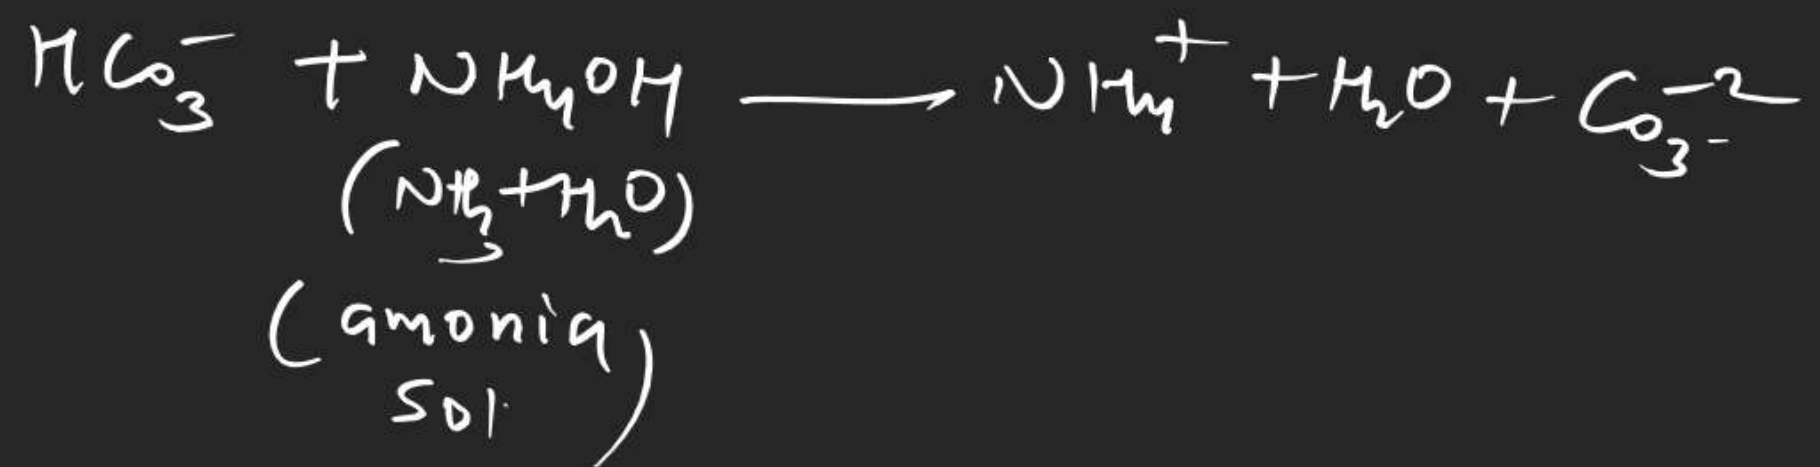 HCO₃⁻ + NH₄OH ⟶ NH₄⁺ + H₂O + CO₃⁻²
(NH₃ + H₂O)
(amonia
sol)